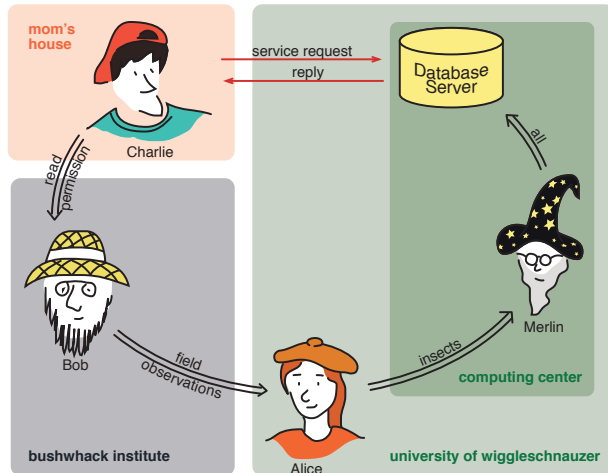 mom's
house
service request
reply
Database
Server
Charlie
read
permission
all
Merlin
Bob
field
observations
insects
computing center
Alice
bushwhack institute
university of wiggleschnauzer